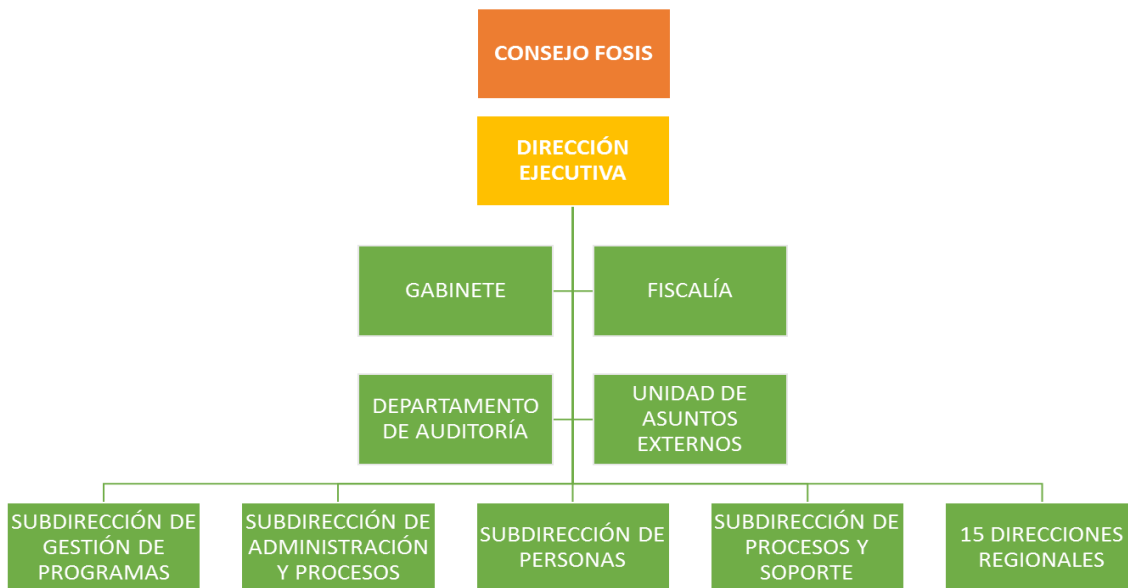 CONSEJO FOSIS
DIRECCIÓN
EJECUTIVA
GABINETE
FISCALÍA
DEPARTAMENTO
DE AUDITORÍA
UNIDAD DE
ASUNTOS
EXTERNOS
SUBDIRECCIÓN DE
GESTIÓN DE
PROGRAMAS
SUBDIRECCIÓN DE
ADMINISTRACIÓN
Y PROCESOS
SUBDIRECCIÓN DE
PERSONAS
SUBDIRECCIÓN DE
PROCESOS Y
SOPORTE
15 DIRECCIONES
REGIONALES